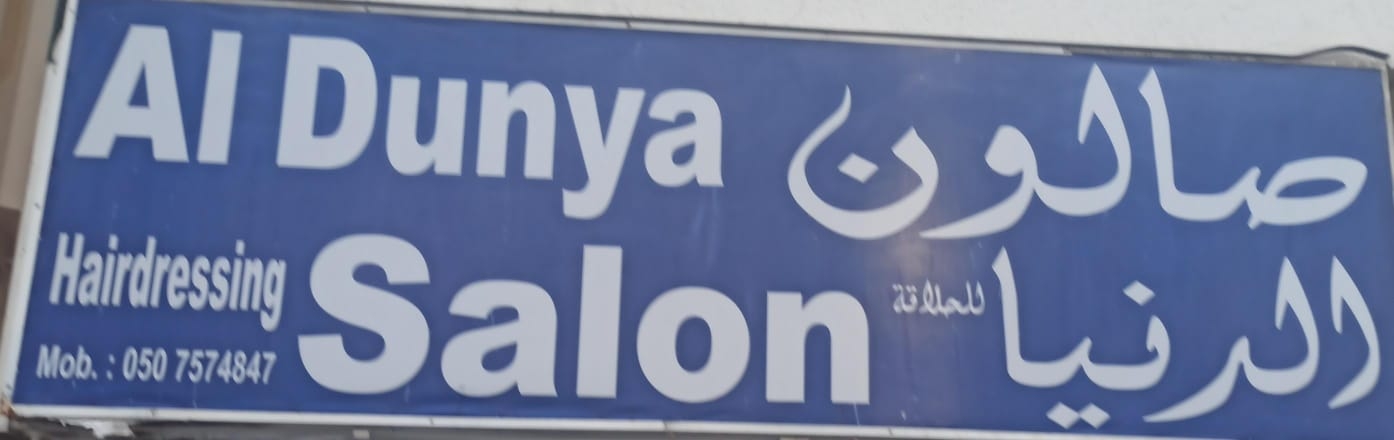 Al Dunya
Hairdressing Salon
Mob. : 050 7574847
صالون
الدنيا للحلاقة